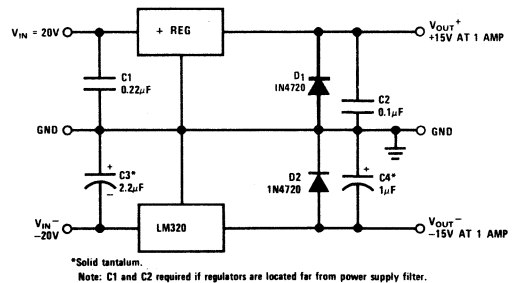 V_IN = 20V
+ REG
V_OUT+
+15V AT 1 AMP
C1
0.22μF
D1
IN4720
C2
0.1μF
GND
GND
+
C3*
2.2μF
–
D2
1N4720
+
C4*
1μF
V_IN–
–20V
LM320
V_OUT–
–15V AT 1 AMP
*Solid tantalum.
Note: C1 and C2 required if regulators are located far from power supply filter.